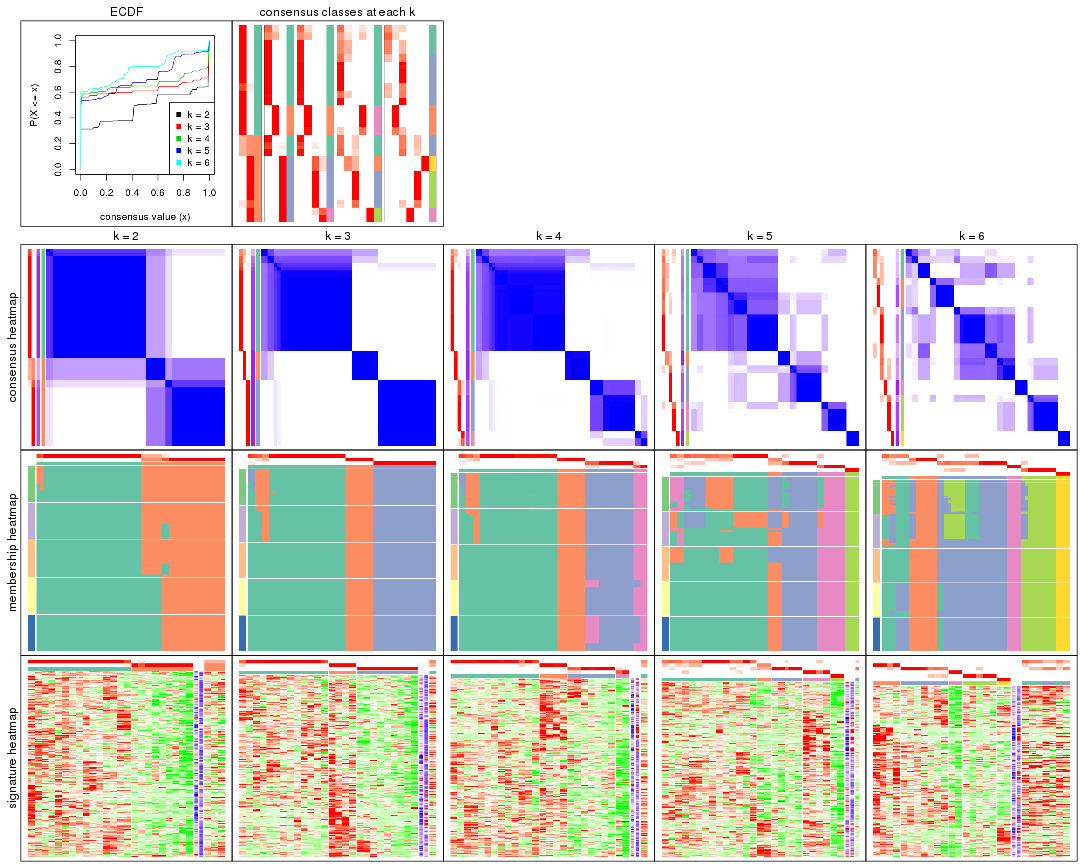 ECDF
consensus classes at each k
P(X <= x)
1.0
0.8
0.6
0.4
0.2
0.0
k = 2
k = 3
k = 4
k = 5
k = 6
0.0 0.2 0.4 0.6 0.8 1.0
consensus value (x)
k = 2
k = 3
k = 4
k = 5
k = 6
consensus heatmap
membership heatmap
signature heatmap